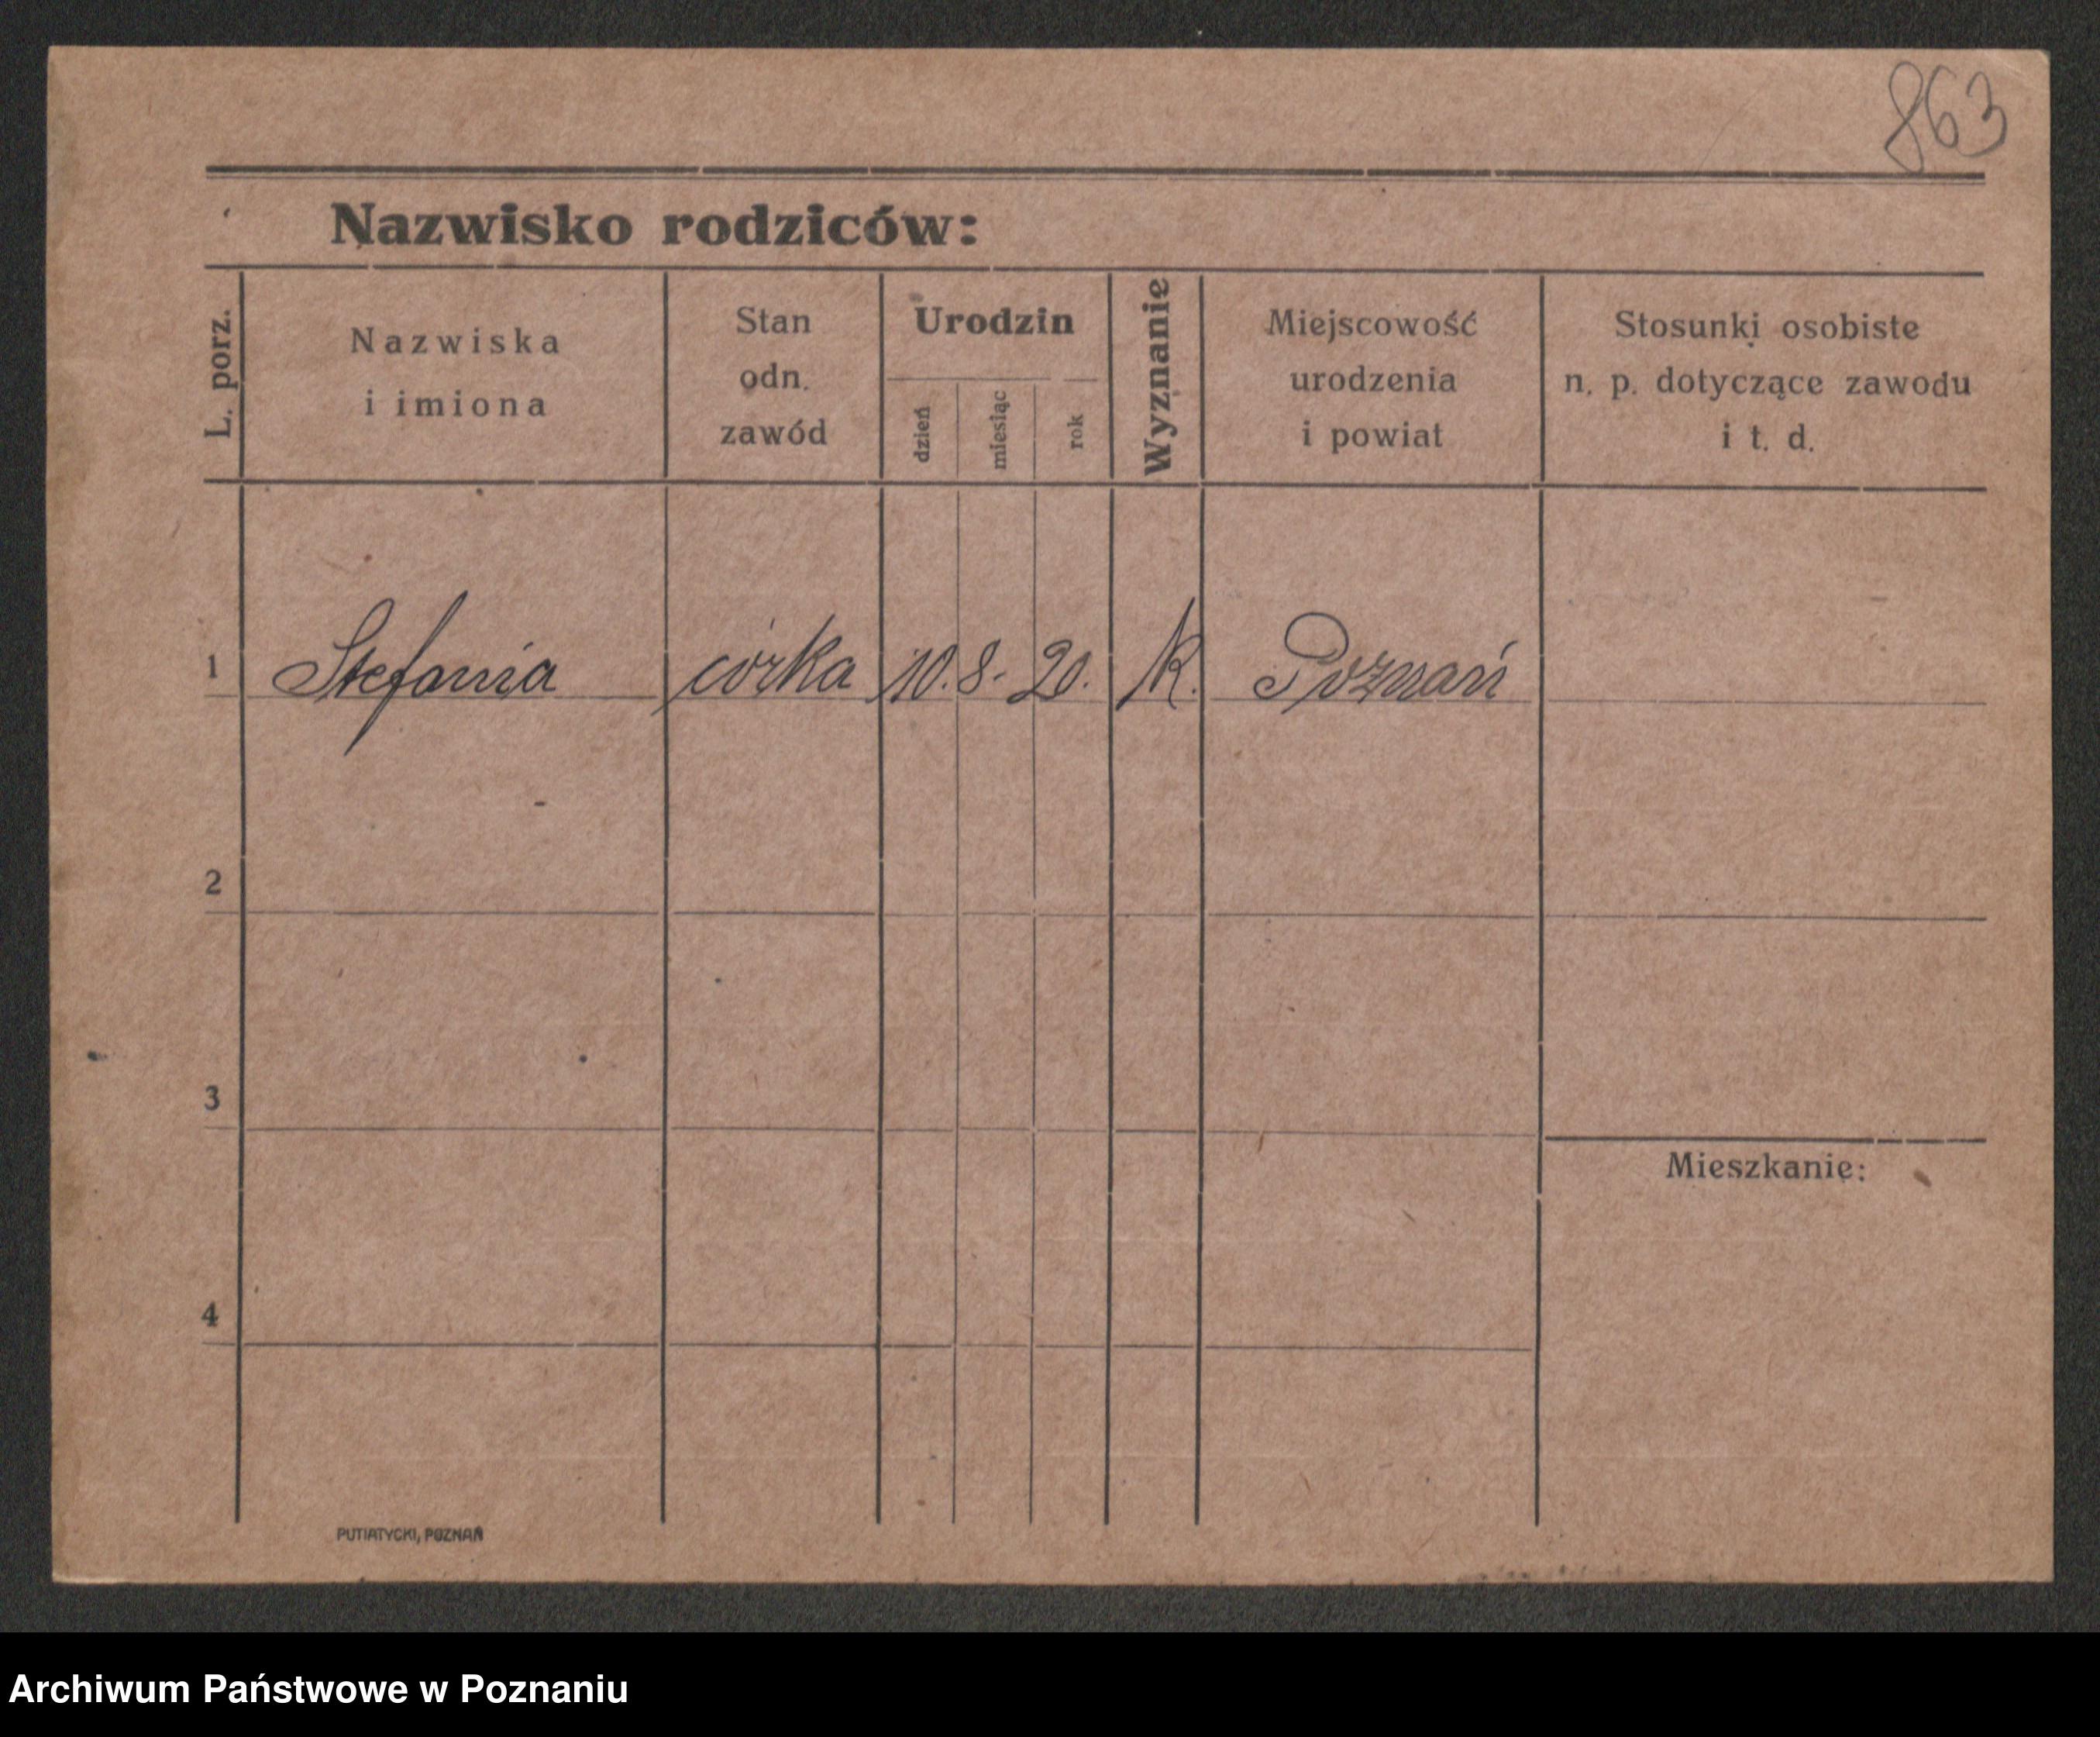 863
Nazwisko rodziców:
L. porz.
Nazwiska
i imiona
Stan
odn.
zawód
Urodzin
dzień
miesiąc
rok
Wyznanie
Miejscowość
urodzenia
i powiat
Stosunki osobiste
n. p. dotyczące zawodu
i t. d.
1 Stefania córka 10. 8. 20. K. Poznań
2
3
Mieszkanie:
4
PUTIATYCKI, POZNAŃ
Archiwum Państwowe w Poznaniu